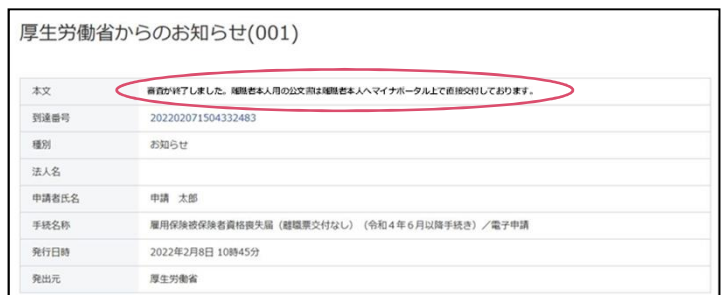 厚生労働省からのお知らせ(001)
本文 審査が終了しました。離職者本人用の公文書は離職者本人へマイナポータル上で直接交付しております。
到達番号 202202071504332483
種別 お知らせ
法人名
申請者氏名 申請 太郎
手続名称 雇用保険被保険者資格喪失届(離職票交付なし)(令和4年6月以降手続き)/電子申請
発行日時 2022年2月8日 10時45分
発出元 厚生労働省